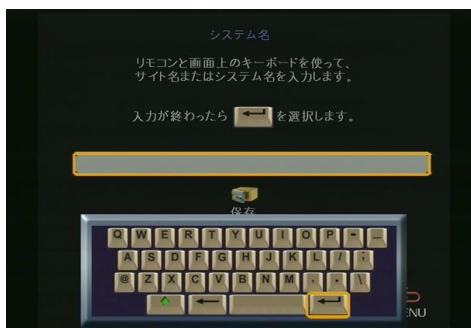 システム名
リモコンと画面上のキーボードを使って、
サイト名またはシステム名を入力します。
入力が終わったら を選択します。
保存
Q W E R T Y U I O P - _
A S D F G H J K L / ;
@ Z X C V B N M , . \
ENU